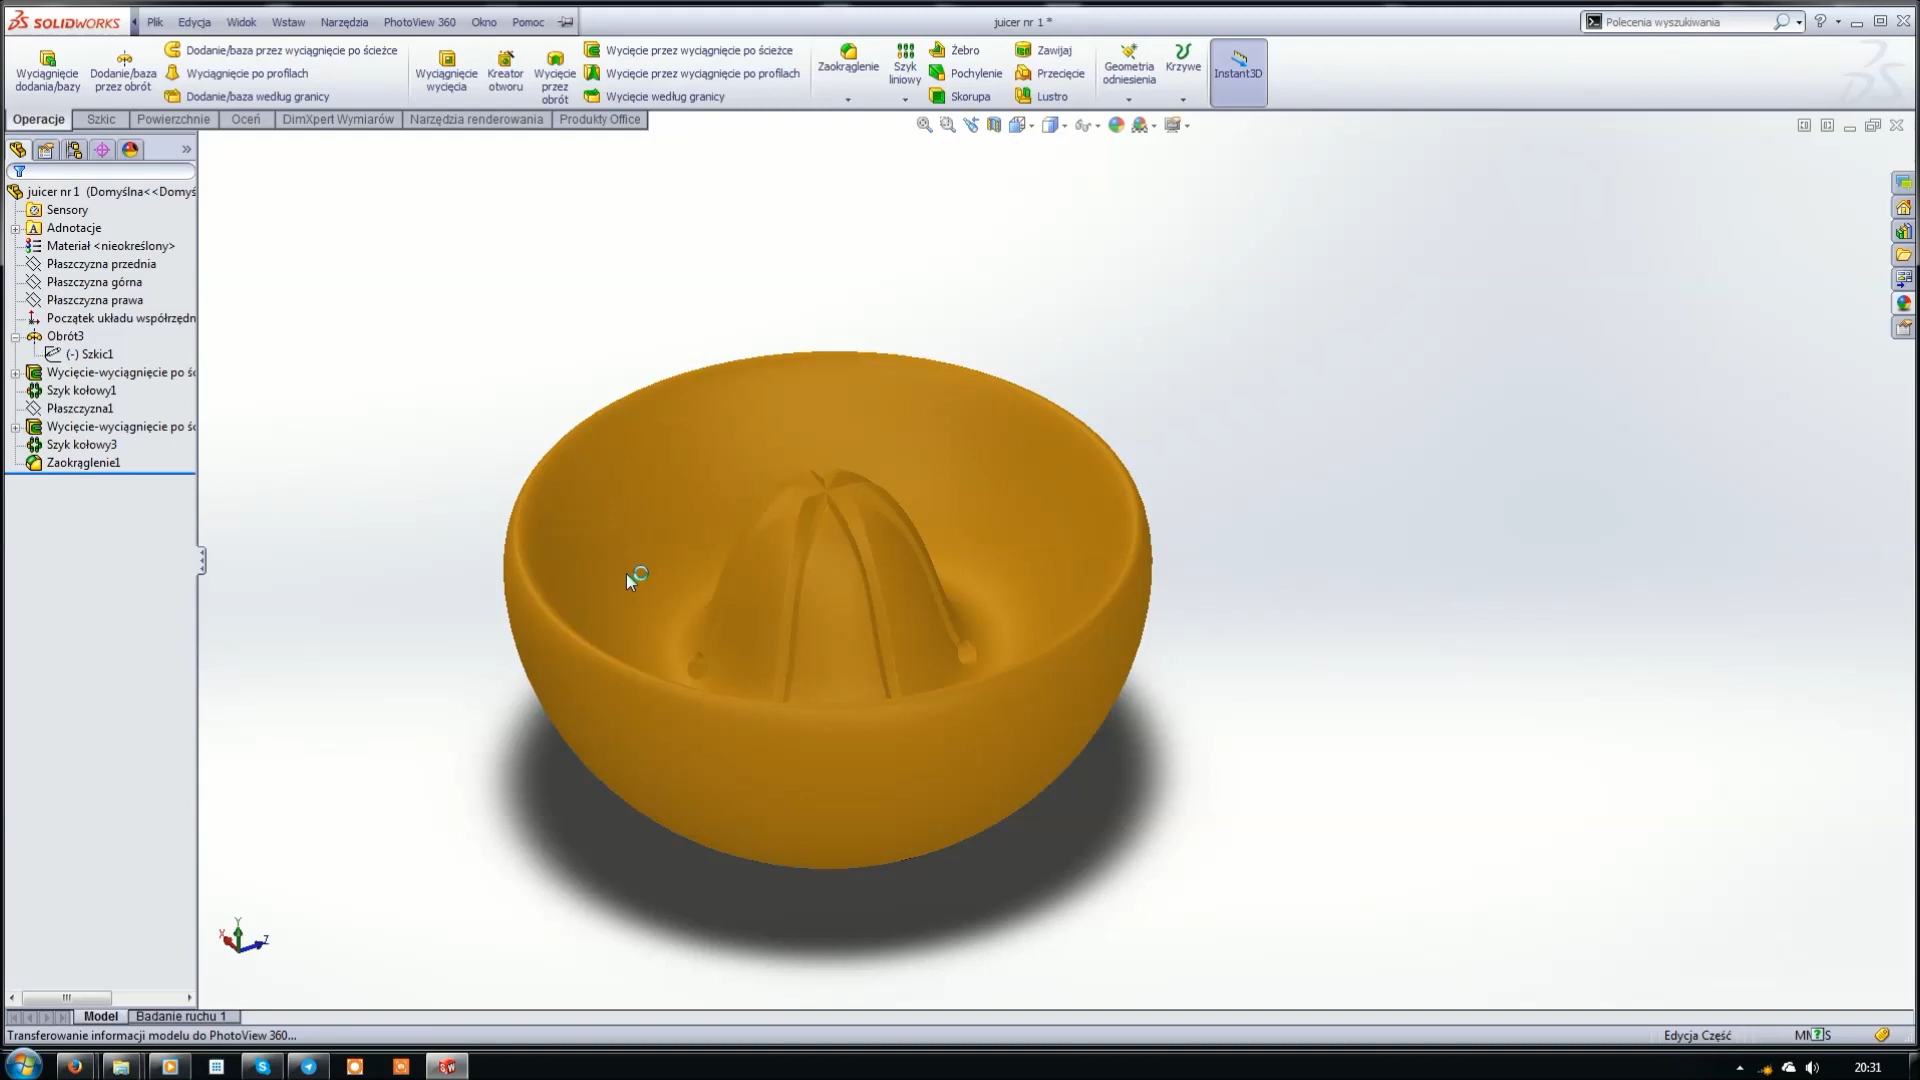 SOLIDWORKS
Plik Edycja Widok Wstaw Narzędzia PhotoView 360 Okno Pomoc
juicer nr 1 *
Polecenia wyszukiwania
Wyciągnięcie dodania/bazy
Dodanie/baza przez obrót
Dodanie/baza przez wyciągnięcie po ścieżce
Wyciągnięcie po profilach
Dodanie/baza według granicy
Wyciągnięcie wycięcia
Kreator otworu
Wycięcie przez obrót
Wycięcie przez wyciągnięcie po ścieżce
Wycięcie przez wyciągnięcie po profilach
Wycięcie według granicy
Zaokrąglenie
Szyk liniowy
Żebro
Pochylenie
Skorupa
Zawijaj
Przecięcie
Lustro
Geometria odniesienia
Krzywe
Instant3D
Operacje Szkic Powierzchnie Oceń DimXpert Wymiarów Narzędzia renderowania Produkty Office
juicer nr 1 (Domyślna<<Domyś
Sensory
Adnotacje
Materiał <nieokreślony>
Płaszczyzna przednia
Płaszczyzna górna
Płaszczyzna prawa
Początek układu współrzędn
Obrót3
(-) Szkic1
Wycięcie-wyciągnięcie po śc
Szyk kołowy1
Płaszczyzna1
Wycięcie-wyciągnięcie po śc
Szyk kołowy3
Zaokrąglenie1
Y
X
Z
Model Badanie ruchu 1
Transferowanie informacji modelu do PhotoView 360...
Edycja Część
20:31